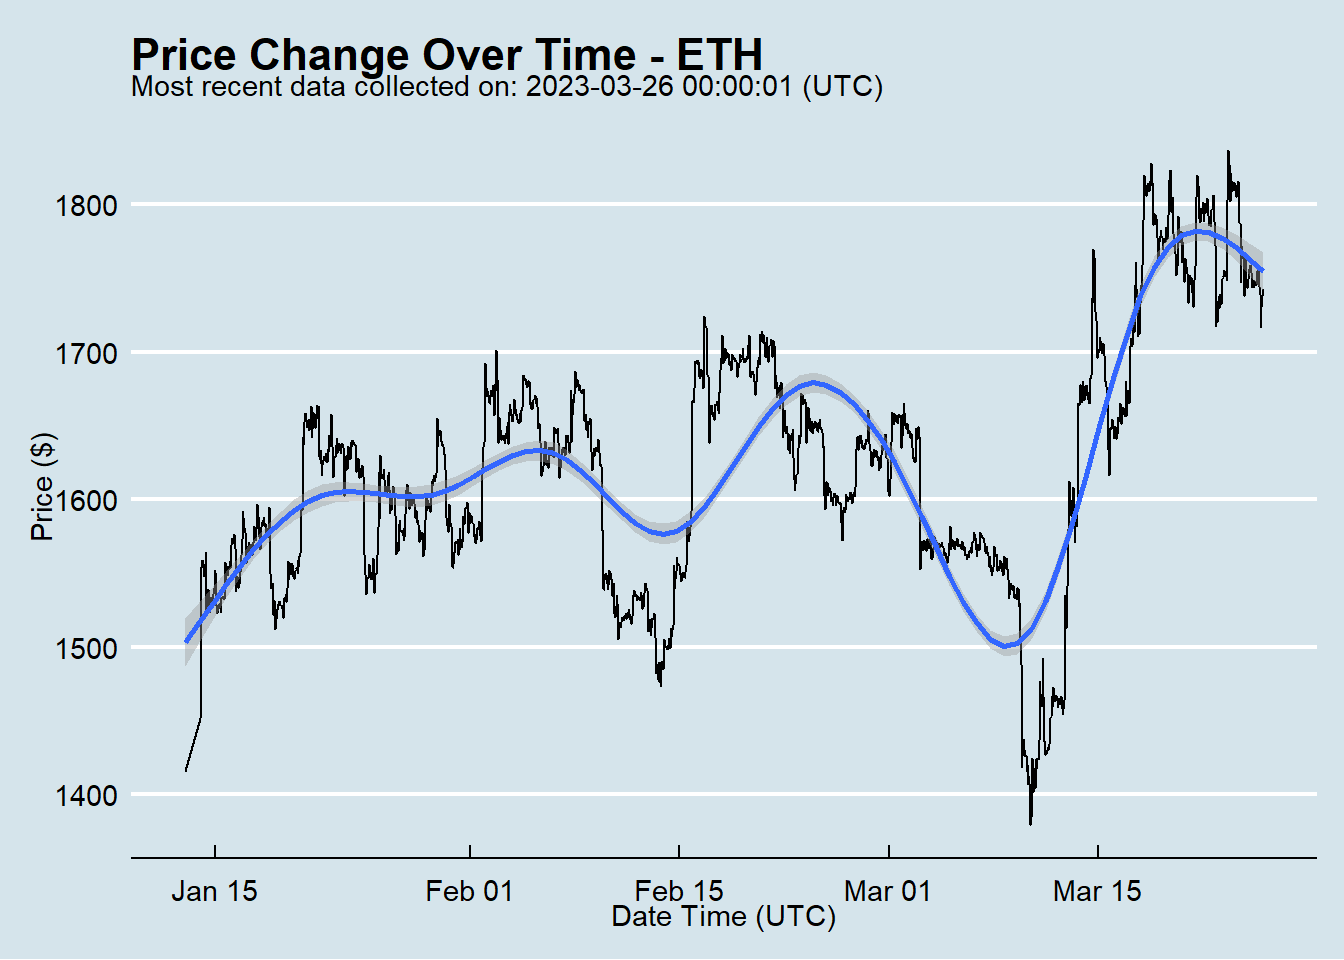 Price Change Over Time - ETH
Most recent data collected on: 2023-03-26 00:00:01 (UTC)
Price ($)
1800
1700
1600
1500
1400
Jan 15
Feb 01
Feb 15
Mar 01
Mar 15
Date Time (UTC)